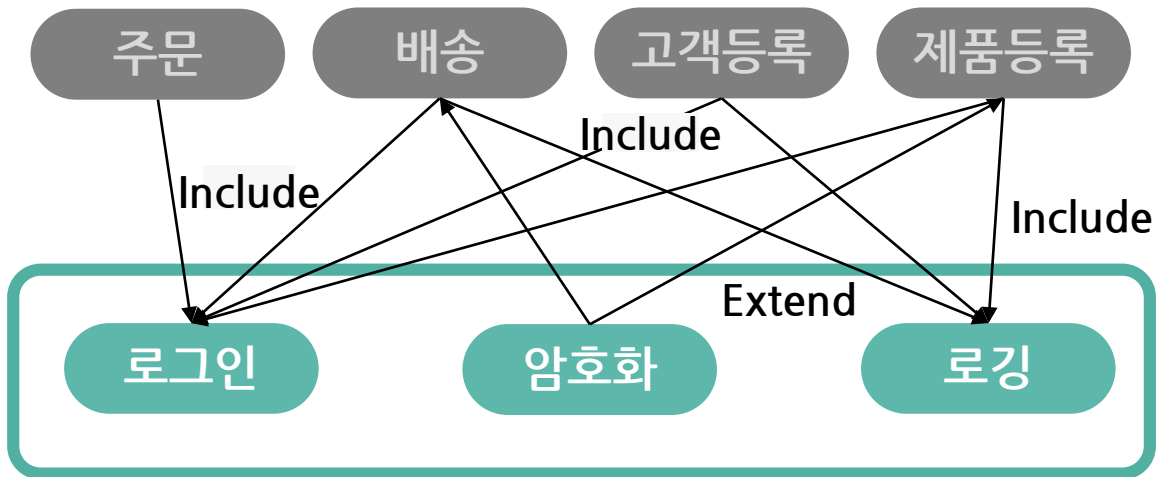 주문
배송
고객등록
제품등록
Include
Include
Include
Extend
로그인
암호화
로깅